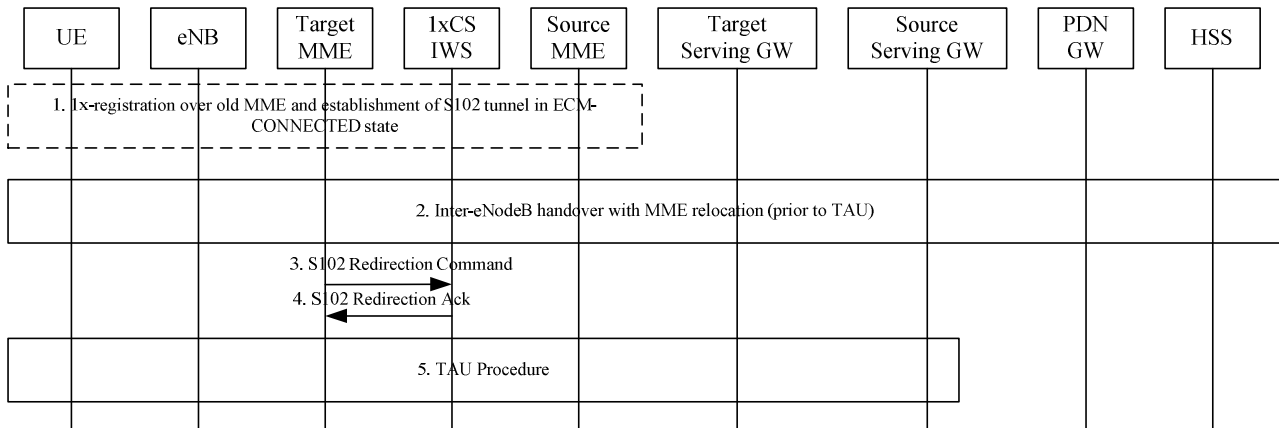 UE
eNB
Target
MME
1xCS
IWS
Source
MME
Target
Serving GW
Source
Serving GW
PDN
GW
HSS
1. 1x-registration over old MME and establishment of S102 tunnel in ECM-
CONNECTED state
2. Inter-eNodeB handover with MME relocation (prior to TAU)
3. S102 Redirection Command
4. S102 Redirection Ack
5. TAU Procedure